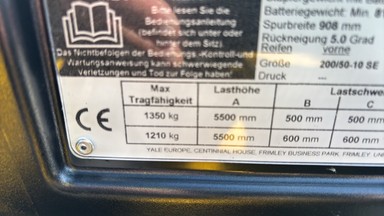 Bitte lesen Sie die
Bedienungsanleitung
(befindet sich unter oder
hinter dem Sitz).
Das Nichtbefolgen der Bedienungs-,Kontroll-und
Wartungsanweisung kann schwerwiegende
Verletzungen und Tod zur Folge haben!
Batteriegewicht: Min. 8
Spurbreite 908 mm
Rückneigung 5.0 Grad
Reifen vorne
Größe 200/50-10 SE
Druck ---
Max Tragfähigkeit Lasthöhe A Lastschwe
B C
1350 kg 5500 mm 500 mm 500 mm
1210 kg 5500 mm 600 mm 600 mm
CE
YALE EUROPE, CENTENNIAL HOUSE, FRIMLEY BUSINESS PARK, FRIMLEY,